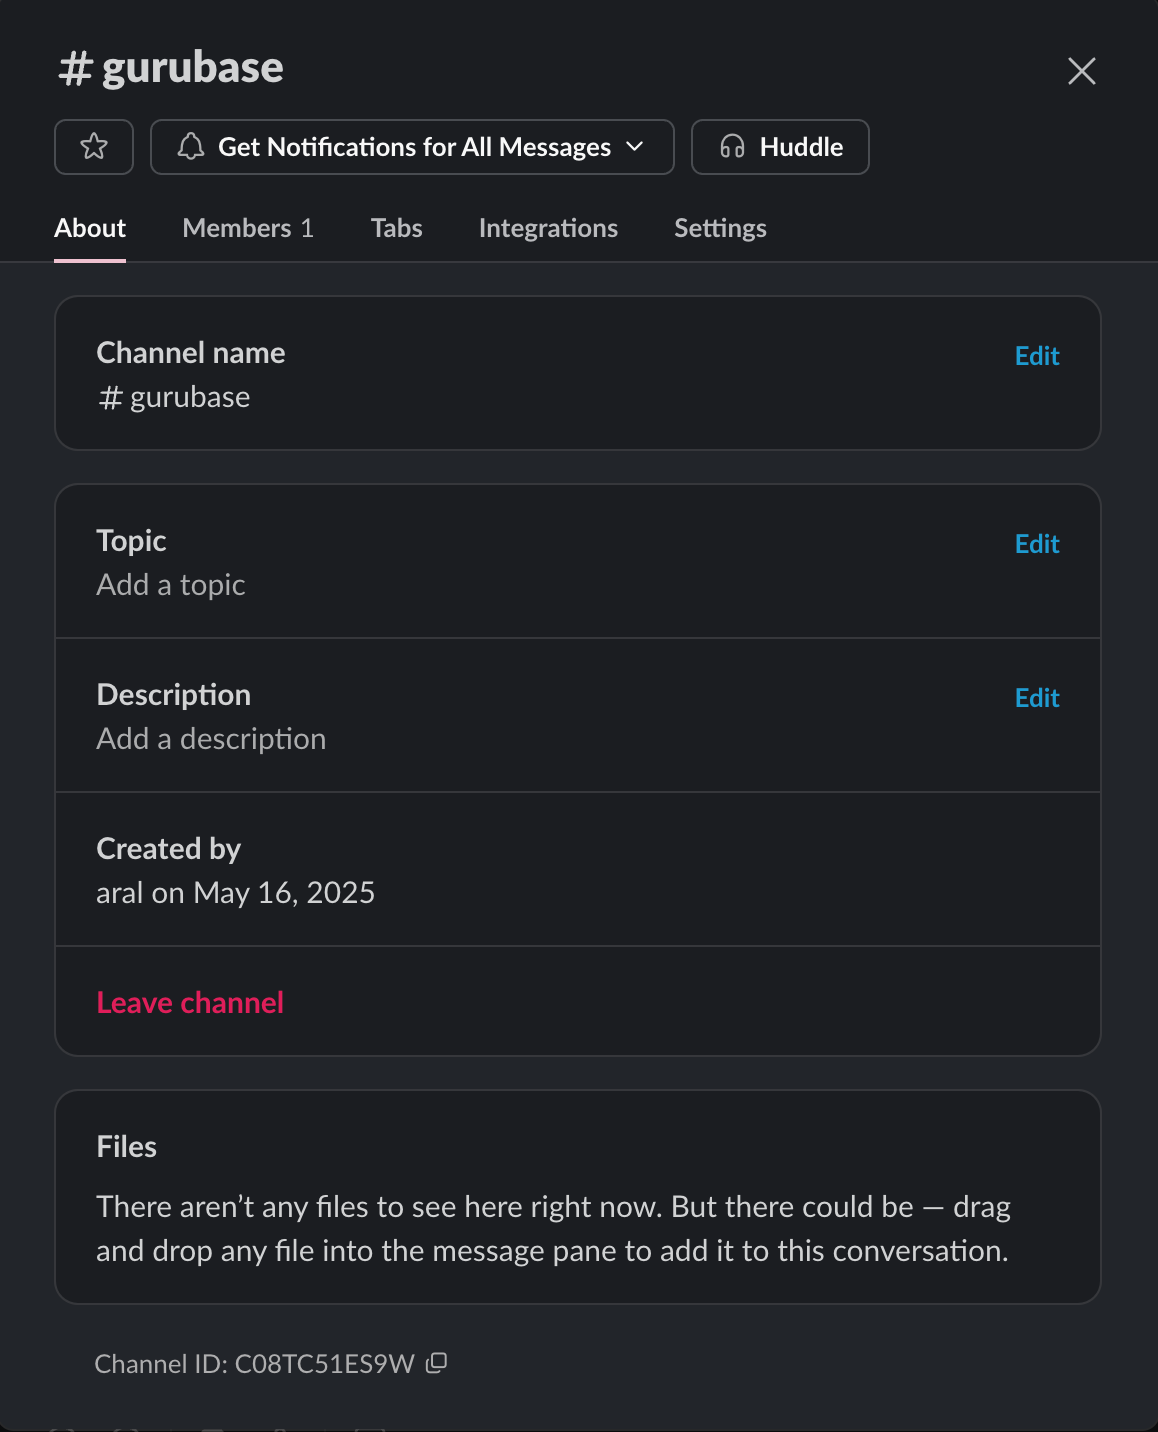 # gurubase
Get Notifications for All Messages
Huddle
About
Members 1
Tabs
Integrations
Settings
Channel name
Edit
# gurubase
Topic
Edit
Add a topic
Description
Edit
Add a description
Created by
aral on May 16, 2025
Leave channel
Files
There aren’t any files to see here right now. But there could be — drag
and drop any file into the message pane to add it to this conversation.
Channel ID: C08TC51ES9W